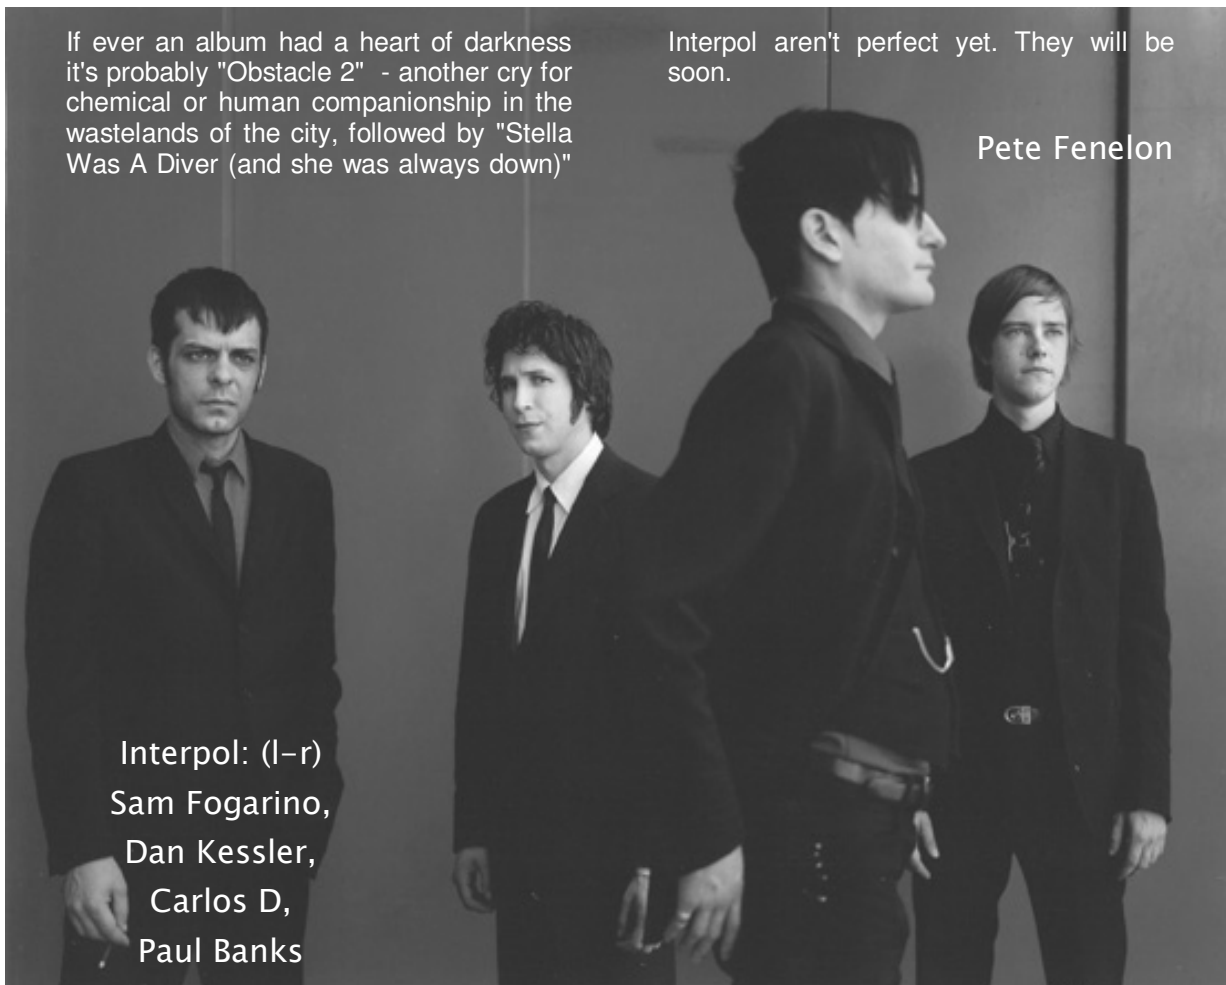 If ever an album had a heart of darkness
it's probably "Obstacle 2" - another cry for
chemical or human companionship in the
wastelands of the city, followed by "Stella
Was A Diver (and she was always down)"
Interpol aren't perfect yet. They will be
soon.
Pete Fenelon
Interpol: (l-r)
Sam Fogarino,
Dan Kessler,
Carlos D,
Paul Banks